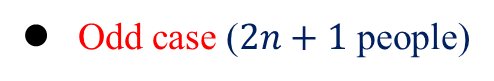 ● Odd case (2n + 1 people)